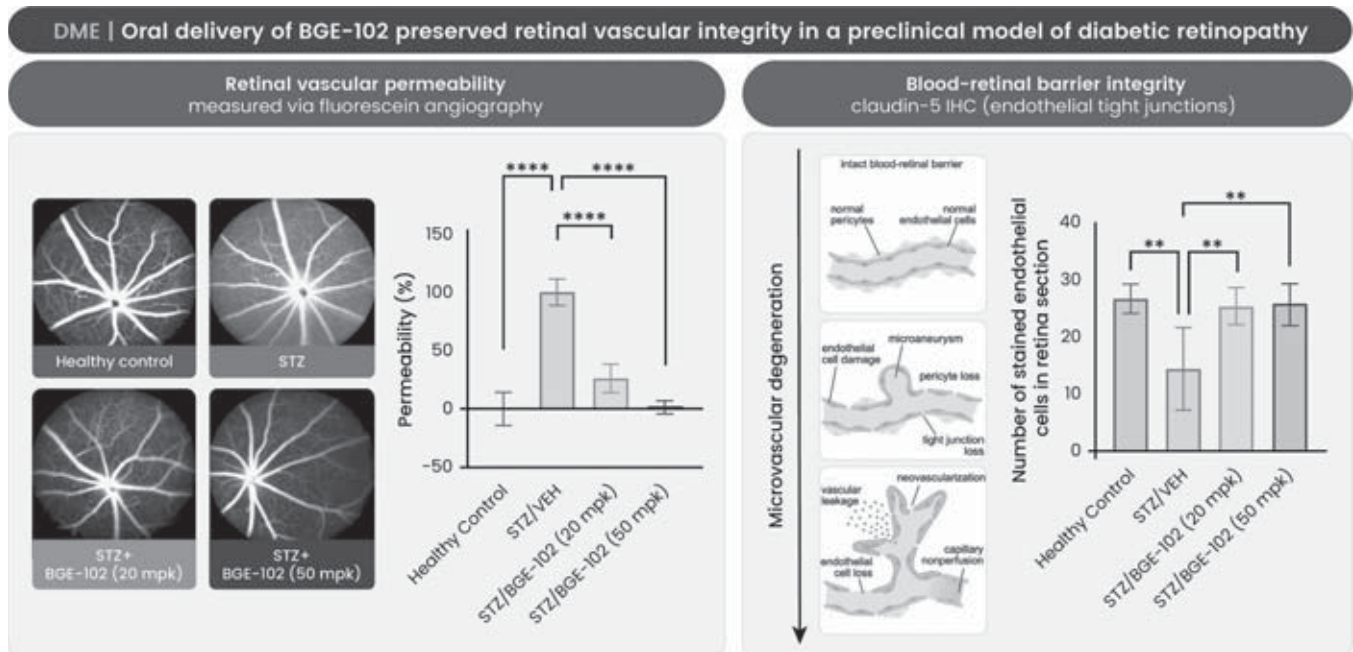 DME | Oral delivery of BGE-102 preserved retinal vascular integrity in a preclinical model of diabetic retinopathy
Retinal vascular permeability
measured via fluorescein angiography
Healthy control
STZ
STZ+
BGE-102 (20 mpk)
STZ+
BGE-102 (50 mpk)
Permeability (%)
150
100
50
0
-50
****
****
****
Healthy Control
STZ/VEH
STZ/BGE-102 (20 mpk)
STZ/BGE-102 (50 mpk)
Blood-retinal barrier integrity
claudin-5 IHC (endothelial tight junctions)
Microvascular degeneration
Intact blood-retinal barrier
normal
pericytes
normal
endothelial cells
endothelial
cell damage
microaneurysm
pericyte loss
tight junction
loss
vascular
leakage
neovascularization
endothelial
cell loss
capillary
nonperfusion
Number of stained endothelial
cells in retina section
40
30
20
10
0
**
**
**
Healthy Control
STZ/VEH
STZ/BGE-102 (20 mpk)
STZ/BGE-102 (50 mpk)